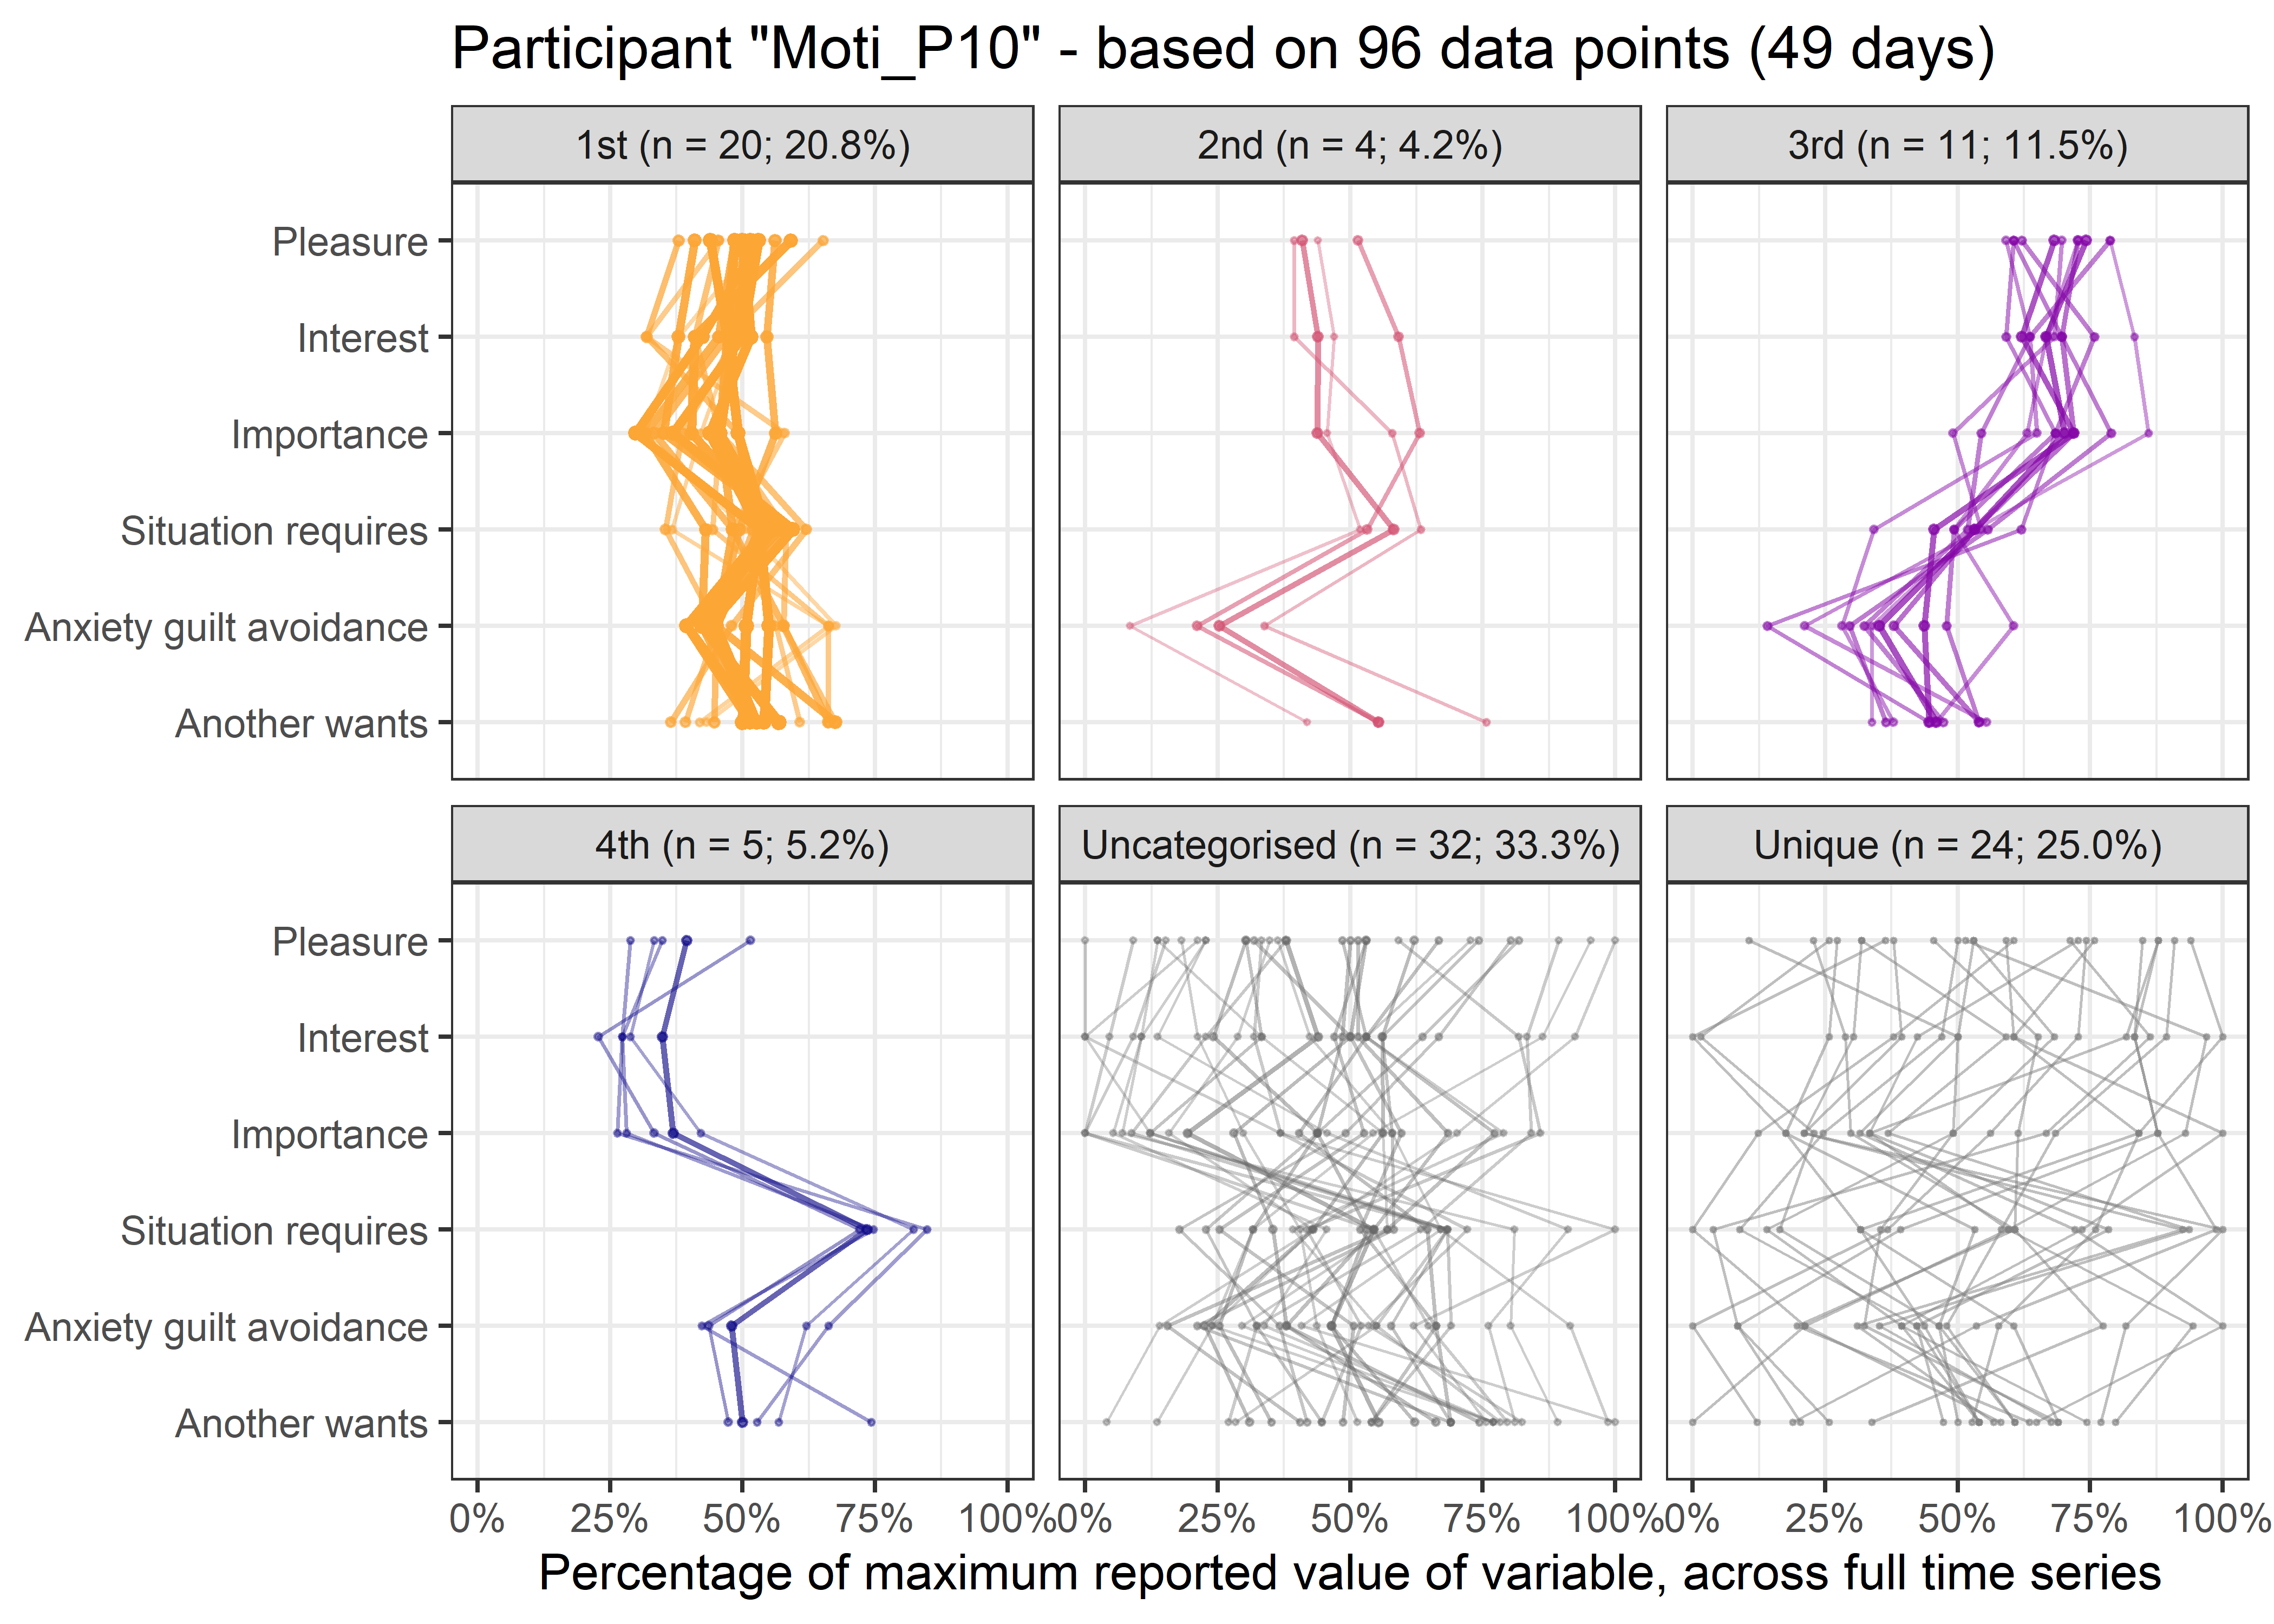 Participant "Moti_P10" - based on 96 data points (49 days)
1st (n = 20; 20.8%)
2nd (n = 4; 4.2%)
3rd (n = 11; 11.5%)
Pleasure
Interest
Importance
Situation requires
Anxiety guilt avoidance
Another wants
4th (n = 5; 5.2%)
Uncategorised (n = 32; 33.3%)
Unique (n = 24; 25.0%)
Pleasure
Interest
Importance
Situation requires
Anxiety guilt avoidance
Another wants
0% 25% 50% 75% 100%
0% 25% 50% 75% 100%
0% 25% 50% 75% 100%
Percentage of maximum reported value of variable, across full time series